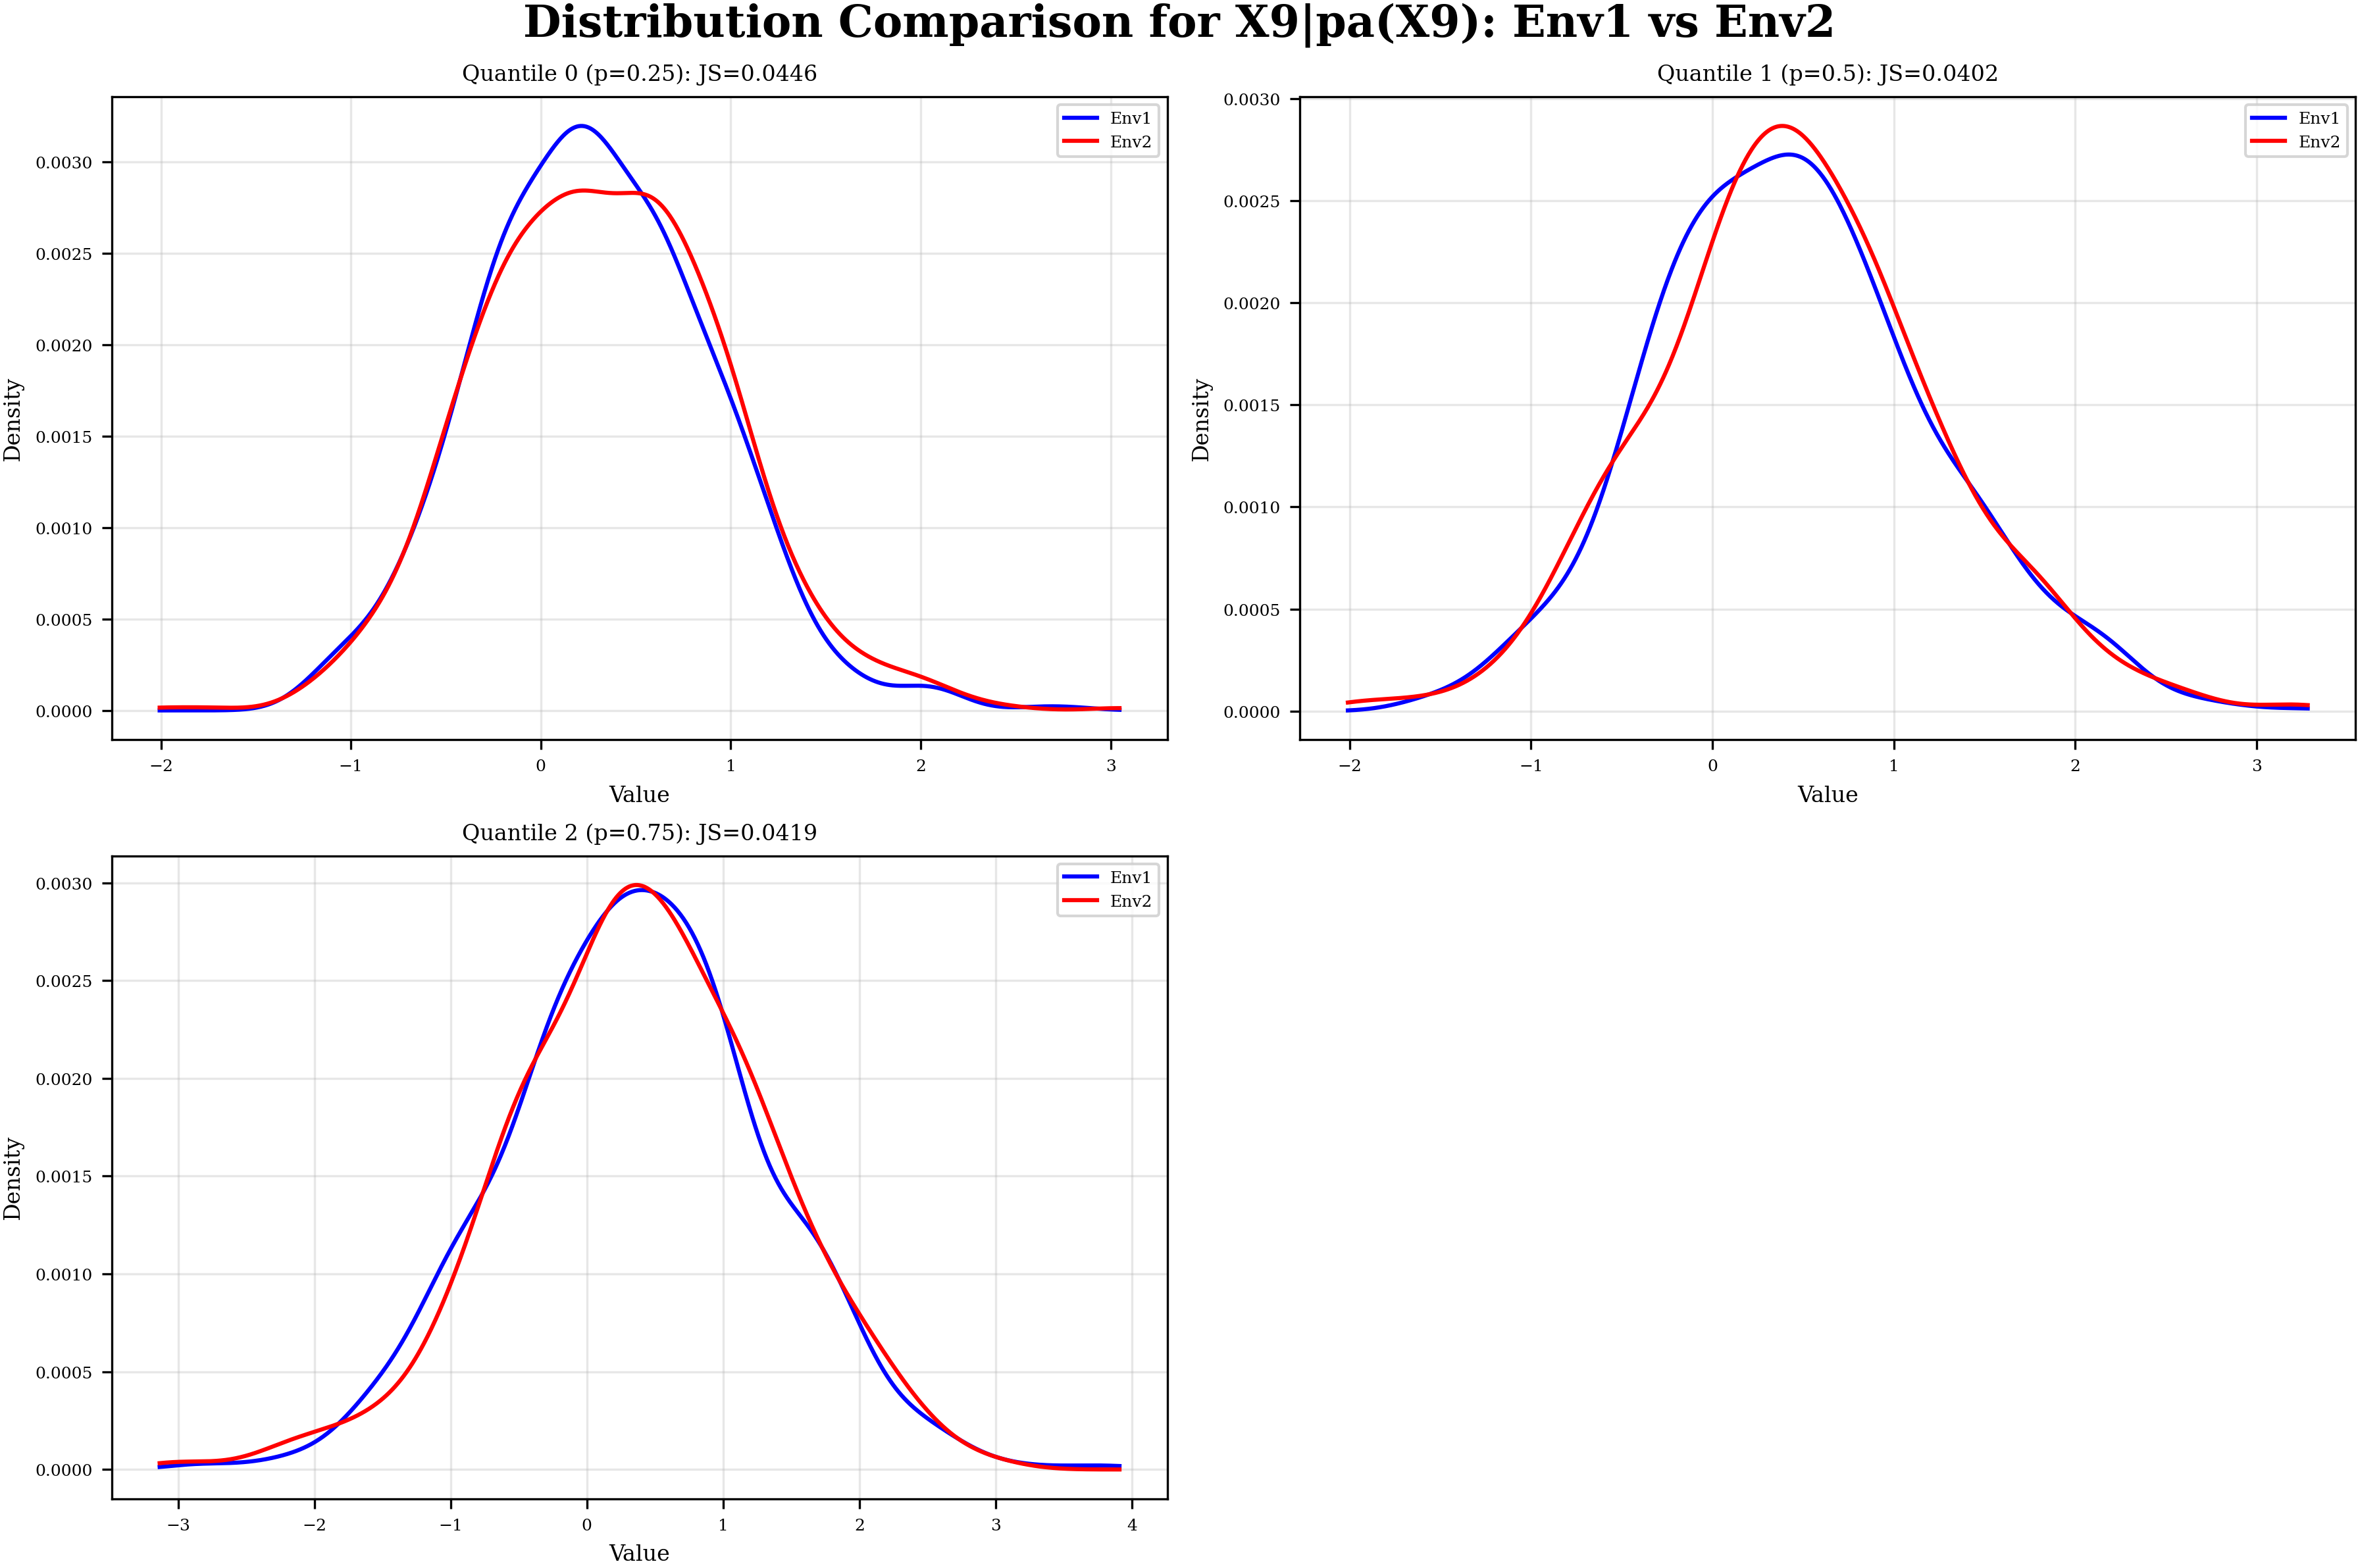 Distribution Comparison for X9|pa(X9): Env1 vs Env2
Quantile 0 (p=0.25): JS=0.0446
Env1
Env2
0.0030
0.0025
0.0020
0.0015
0.0010
0.0005
0.0000
Density
−2
−1
0
1
2
3
Value
Quantile 1 (p=0.5): JS=0.0402
Env1
Env2
0.0030
0.0025
0.0020
0.0015
0.0010
0.0005
0.0000
Density
−2
−1
0
1
2
3
Value
Quantile 2 (p=0.75): JS=0.0419
Env1
Env2
0.0030
0.0025
0.0020
0.0015
0.0010
0.0005
0.0000
Density
−3
−2
−1
0
1
2
3
4
Value